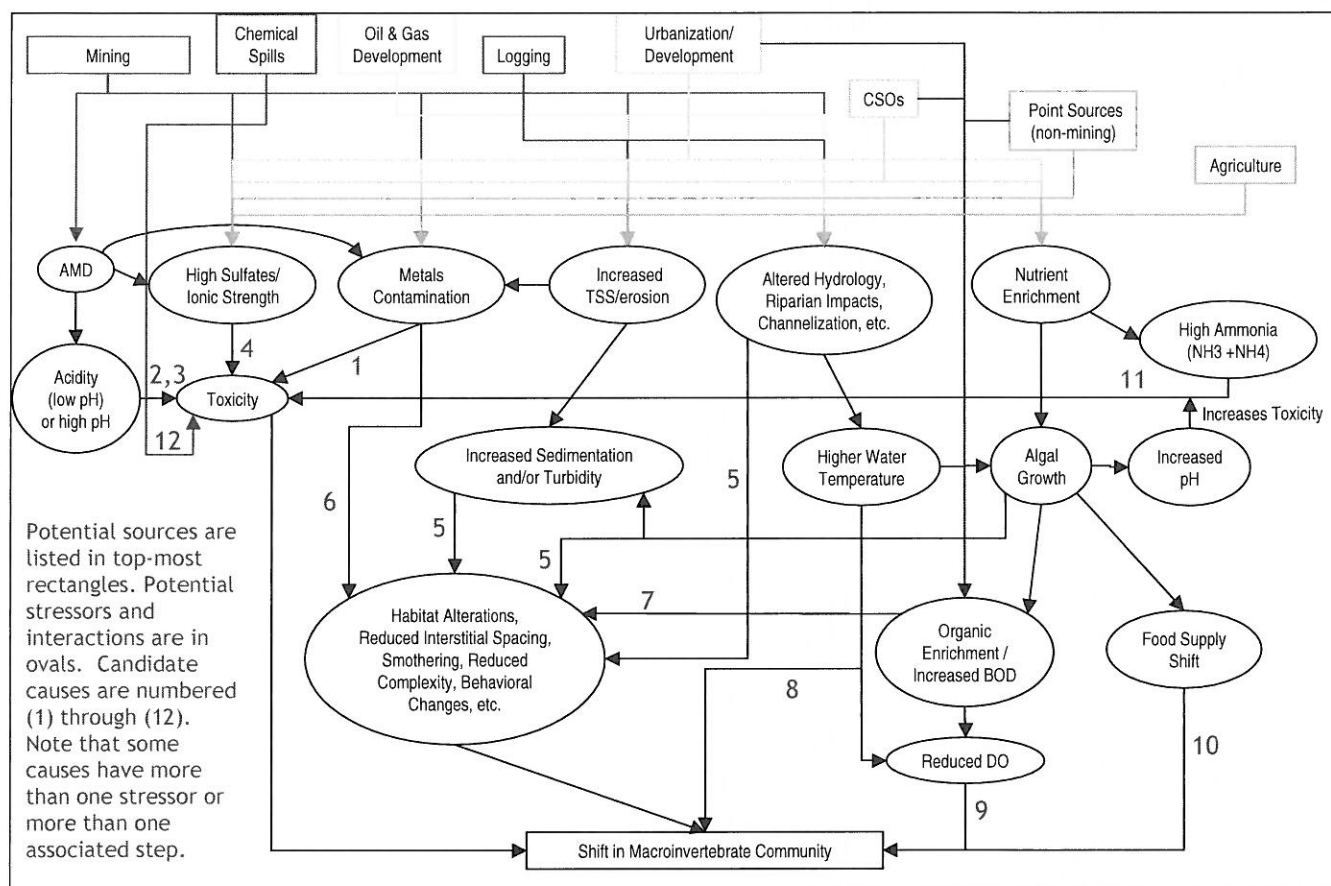 Mining
Chemical
Spills
Oil & Gas
Development
Logging
Urbanization/
Development
CSOs
Point Sources
(non-mining)
Agriculture
AMD
High Sulfates/
Ionic Strength
Metals
Contamination
Increased
TSS/erosion
Altered Hydrology,
Riparian Impacts,
Channelization, etc.
Nutrient
Enrichment
High Ammonia
(NH3 +NH4)
4
1
11
Acidity
(low pH)
or high pH
2,3
Toxicity
12
Increases Toxicity
Increased Sedimentation
and/or Turbidity
Higher Water
Temperature
Algal
Growth
Increased
pH
6
5
5
5
Potential sources are
listed in top-most
rectangles. Potential
stressors and
interactions are in
ovals. Candidate
causes are numbered
(1) through (12).
Note that some
causes have more
than one stressor or
more than one
associated step.
Habitat Alterations,
Reduced Interstitial Spacing,
Smothering, Reduced
Complexity, Behavioral
Changes, etc.
7
Organic
Enrichment /
Increased BOD
Food Supply
Shift
8
Reduced DO
10
9
Shift in Macroinvertebrate Community